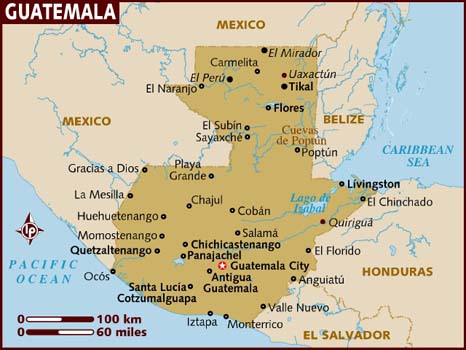 GUATEMALA
MEXICO
El Mirador
Carmelita
Uaxactún
El Perú
Tikal
El Naranjo
Flores
BELIZE
MEXICO
El Subín
Cuevas
de Poptún
Sayaxché
Poptún
CARIBBEAN
SEA
Gracias a Dios
Playa
Grande
La Mesilla
Lívingston
Lago de
Izabal
El Chinchado
Chajul
Huehuetenango
Cobán
Quiriguá
Momostenango
Salamá
Chichicastenango
Quetzaltenango
El Florido
Panajachel
PACIFIC
OCEAN
Guatemala City
Ocós
Antigua
Guatemala
Anguiatú
HONDURAS
Santa Lucía
Cotzumalguapa
Valle Nuevo
Iztapa
Monterrico
EL SALVADOR
lp
0 100 km
0 60 miles